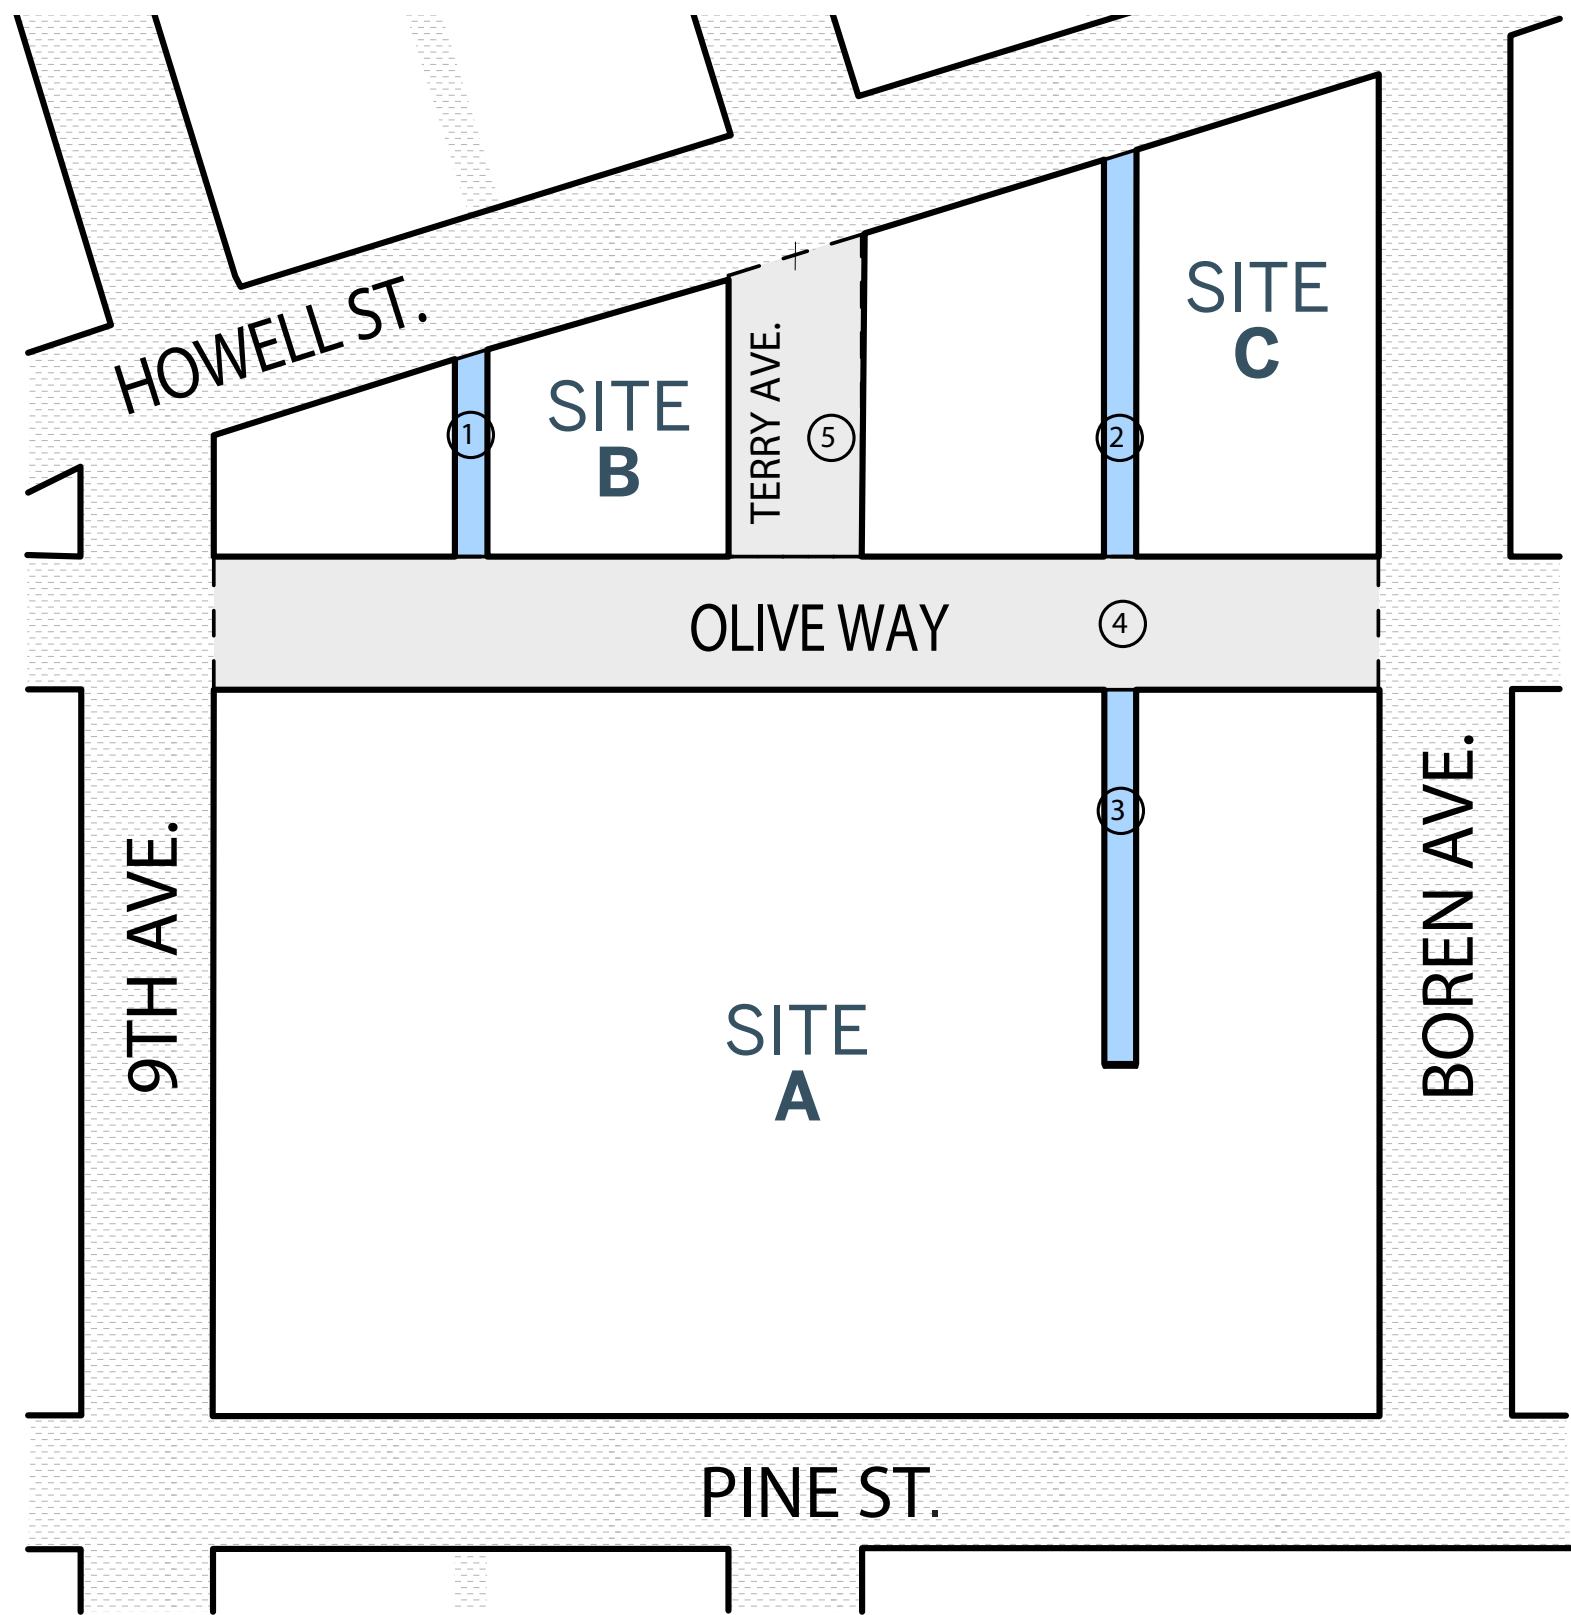 HOWELL ST.
SITE
C
SITE
B
TERRY AVE.
1
5
2
OLIVE WAY
4
3
9TH AVE.
BOREN AVE.
SITE
A
PINE ST.